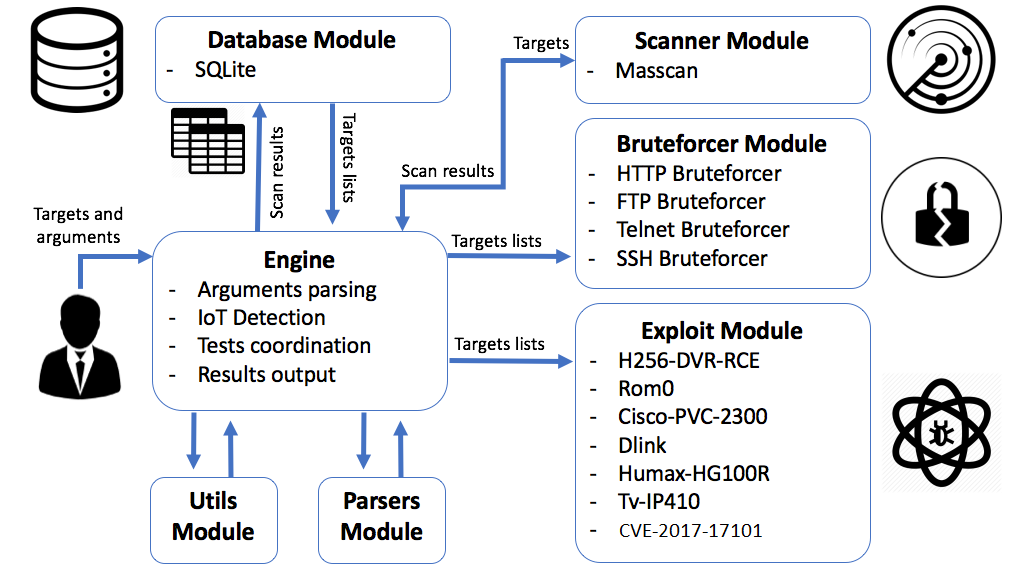 Database Module
- SQLite
Targets
Scanner Module
- Masscan
Scan results
Targets lists
Scan results
Bruteforcer Module
- HTTP Bruteforcer
- FTP Bruteforcer
- Telnet Bruteforcer
- SSH Bruteforcer
Targets and
arguments
Targets lists
Engine
- Arguments parsing
- IoT Detection
- Tests coordination
- Results output
Targets lists
Exploit Module
- H256-DVR-RCE
- Rom0
- Cisco-PVC-2300
- Dlink
- Humax-HG100R
- Tv-IP410
- CVE-2017-17101
Utils
Module
Parsers
Module